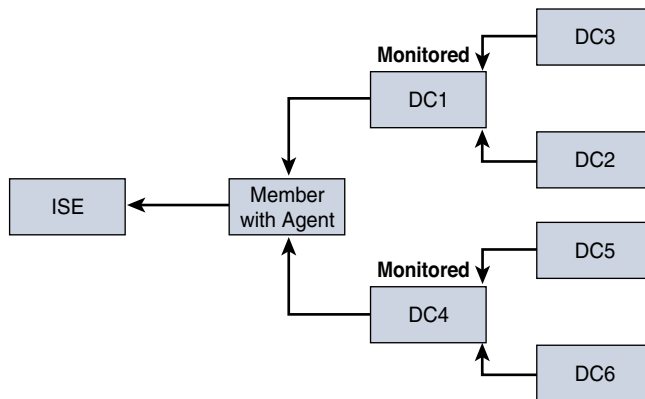 DC3
Monitored
DC1
DC2
ISE
Member
with Agent
DC5
Monitored
DC4
DC6